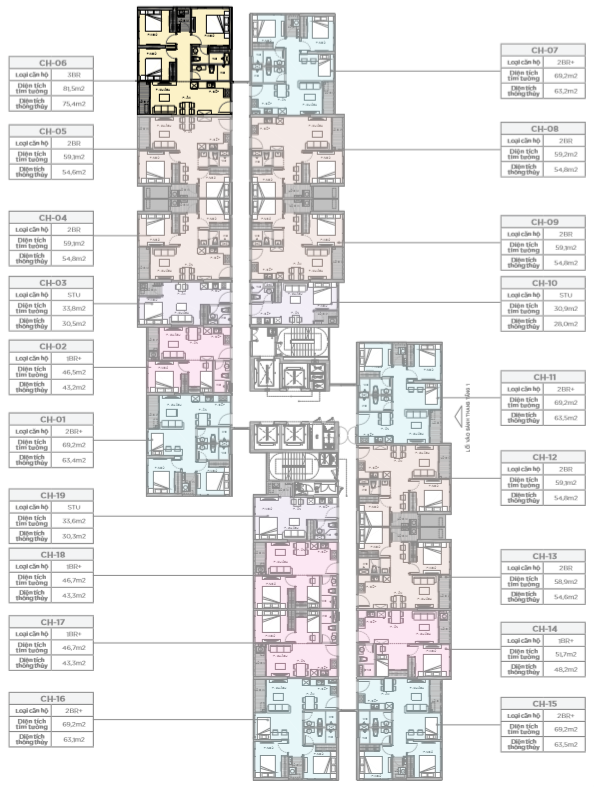 CH-06
Loại căn hộ 3BR
Diện tích tim tường 81,5m2
Diện tích thông thủy 75,4m2
CH-05
Loại căn hộ 2BR
Diện tích tim tường 59,1m2
Diện tích thông thủy 54,6m2
CH-04
Loại căn hộ 2BR
Diện tích tim tường 59,1m2
Diện tích thông thủy 54,8m2
CH-03
Loại căn hộ STU
Diện tích tim tường 33,8m2
Diện tích thông thủy 30,5m2
CH-02
Loại căn hộ 1BR+
Diện tích tim tường 46,5m2
Diện tích thông thủy 43,2m2
CH-01
Loại căn hộ 2BR+
Diện tích tim tường 69,2m2
Diện tích thông thủy 63,4m2
CH-19
Loại căn hộ STU
Diện tích tim tường 33,6m2
Diện tích thông thủy 30,3m2
CH-18
Loại căn hộ 1BR+
Diện tích tim tường 46,7m2
Diện tích thông thủy 43,3m2
CH-17
Loại căn hộ 1BR+
Diện tích tim tường 46,7m2
Diện tích thông thủy 43,3m2
CH-16
Loại căn hộ 2BR+
Diện tích tim tường 69,2m2
Diện tích thông thủy 63,1m2
CH-07
Loại căn hộ 2BR+
Diện tích tim tường 69,2m2
Diện tích thông thủy 63,2m2
CH-08
Loại căn hộ 2BR
Diện tích tim tường 59,2m2
Diện tích thông thủy 54,8m2
CH-09
Loại căn hộ 2BR
Diện tích tim tường 59,1m2
Diện tích thông thủy 54,8m2
CH-10
Loại căn hộ STU
Diện tích tim tường 30,9m2
Diện tích thông thủy 28,0m2
CH-11
Loại căn hộ 2BR+
Diện tích tim tường 69,2m2
Diện tích thông thủy 63,5m2
LỐI VÀO SẢNH THANG TẦNG 1
CH-12
Loại căn hộ 2BR
Diện tích tim tường 59,1m2
Diện tích thông thủy 54,8m2
CH-13
Loại căn hộ 2BR
Diện tích tim tường 58,9m2
Diện tích thông thủy 54,6m2
CH-14
Loại căn hộ 1BR+
Diện tích tim tường 51,7m2
Diện tích thông thủy 48,2m2
CH-15
Loại căn hộ 2BR+
Diện tích tim tường 69,2m2
Diện tích thông thủy 63,5m2